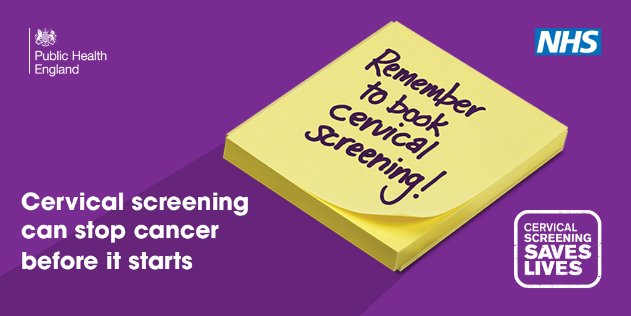 Public Health
England
NHS
Remember
to book
cervical
screening!
Cervical screening
can stop cancer
before it starts
CERVICAL
SCREENING
SAVES
LIVES